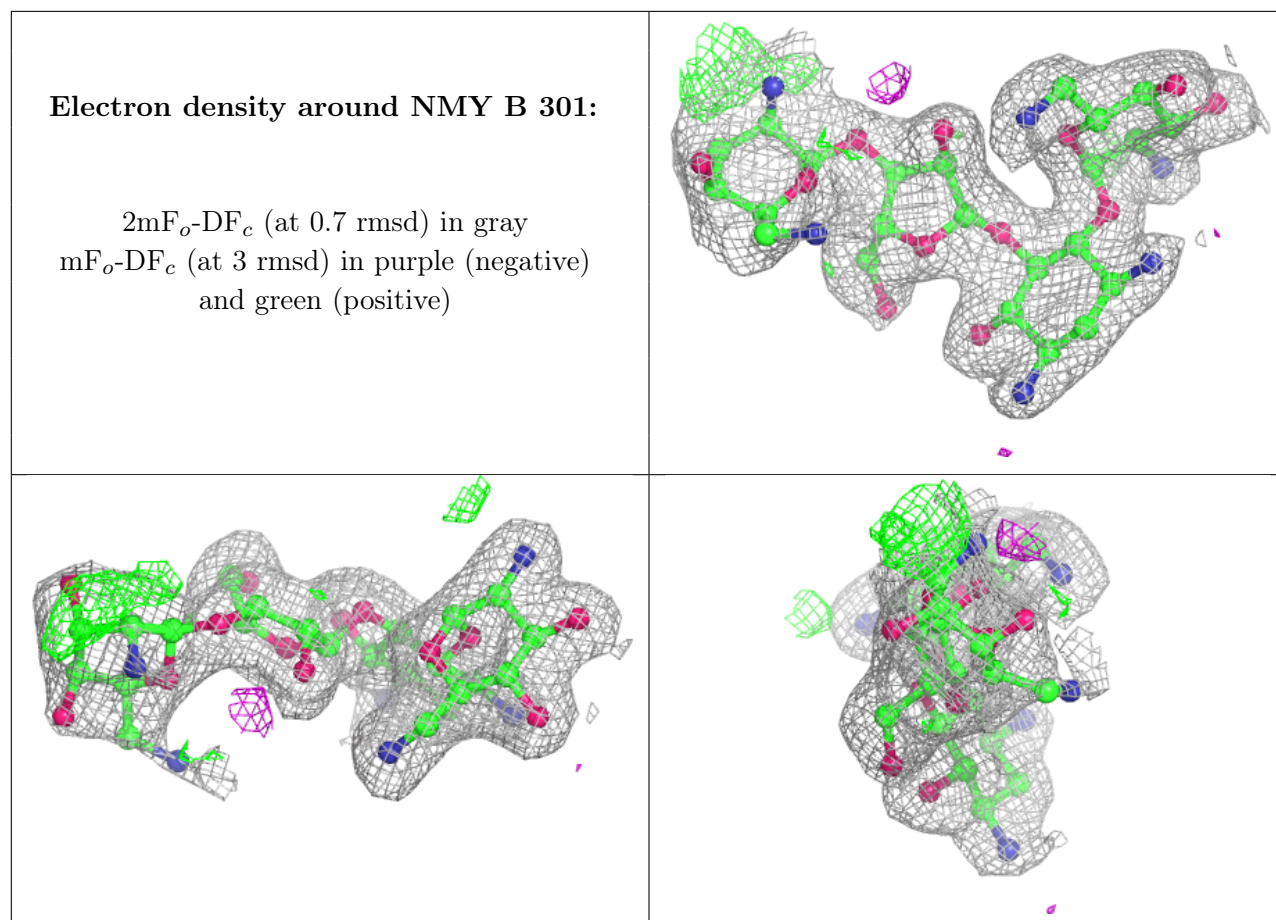 Electron density around NMY B 301:
2mFₒ-DF𝒸 (at 0.7 rmsd) in gray
mFₒ-DF𝒸 (at 3 rmsd) in purple (negative)
and green (positive)